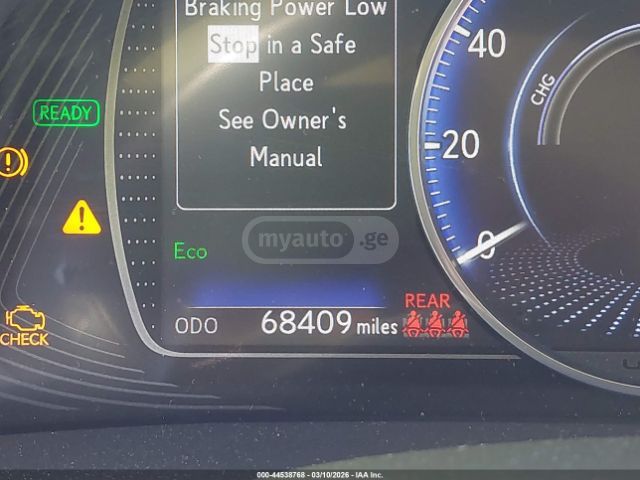 Braking Power Low
Stop in a Safe
Place
See Owner's
Manual
READY
40
CHG
20
0
myauto.ge
Eco
REAR
ODO 68409 miles
CHECK
000-44538768 - 03/10/2026 - IAA Inc.